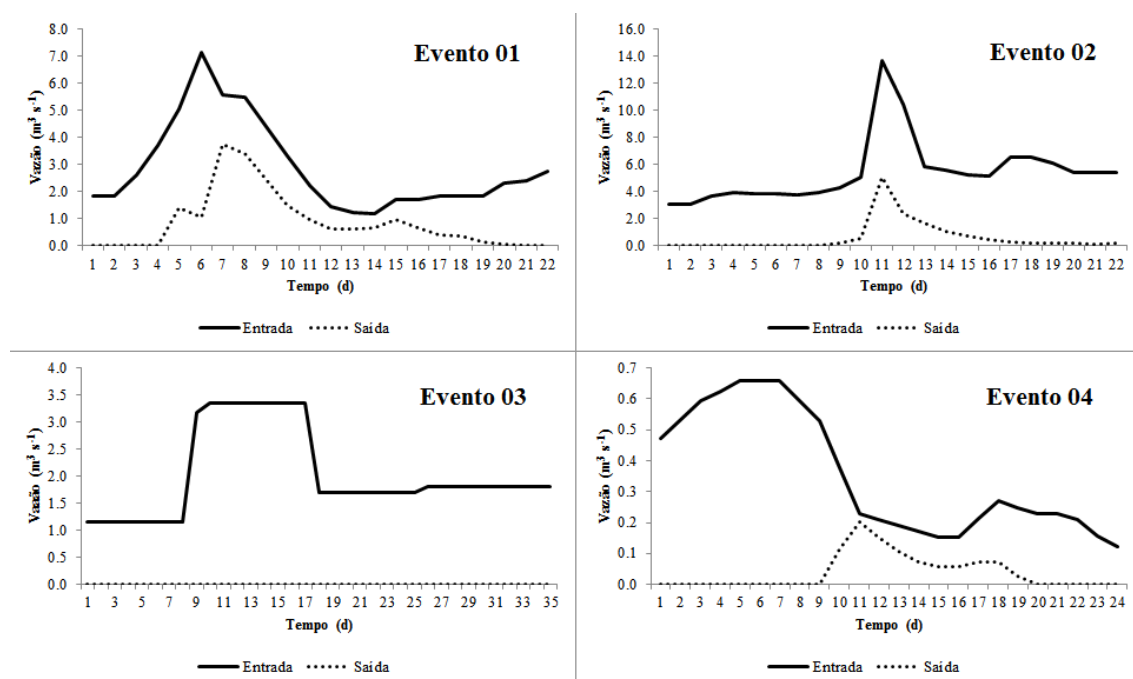 Evento 01
8.0
7.0
6.0
5.0
4.0
3.0
2.0
1.0
0.0
Vazão (m³ s⁻¹)
1 2 3 4 5 6 7 8 9 10 11 12 13 14 15 16 17 18 19 20 21 22
Tempo (d)
Entrada Saída
Evento 02
16.0
14.0
12.0
10.0
8.0
6.0
4.0
2.0
0.0
Vazão (m³ s⁻¹)
1 2 3 4 5 6 7 8 9 10 11 12 13 14 15 16 17 18 19 20 21 22
Tempo (d)
Entrada Saída
Evento 03
4.0
3.5
3.0
2.5
2.0
1.5
1.0
0.5
0.0
Vazão (m³ s⁻¹)
1 3 5 7 9 11 13 15 17 19 21 23 25 27 29 31 33 35
Tempo (d)
Entrada Saída
Evento 04
0.7
0.6
0.5
0.4
0.3
0.2
0.1
0.0
Vazão (m³ s⁻¹)
1 2 3 4 5 6 7 8 9 10 11 12 13 14 15 16 17 18 19 20 21 22 23 24
Tempo (d)
Entrada Saída